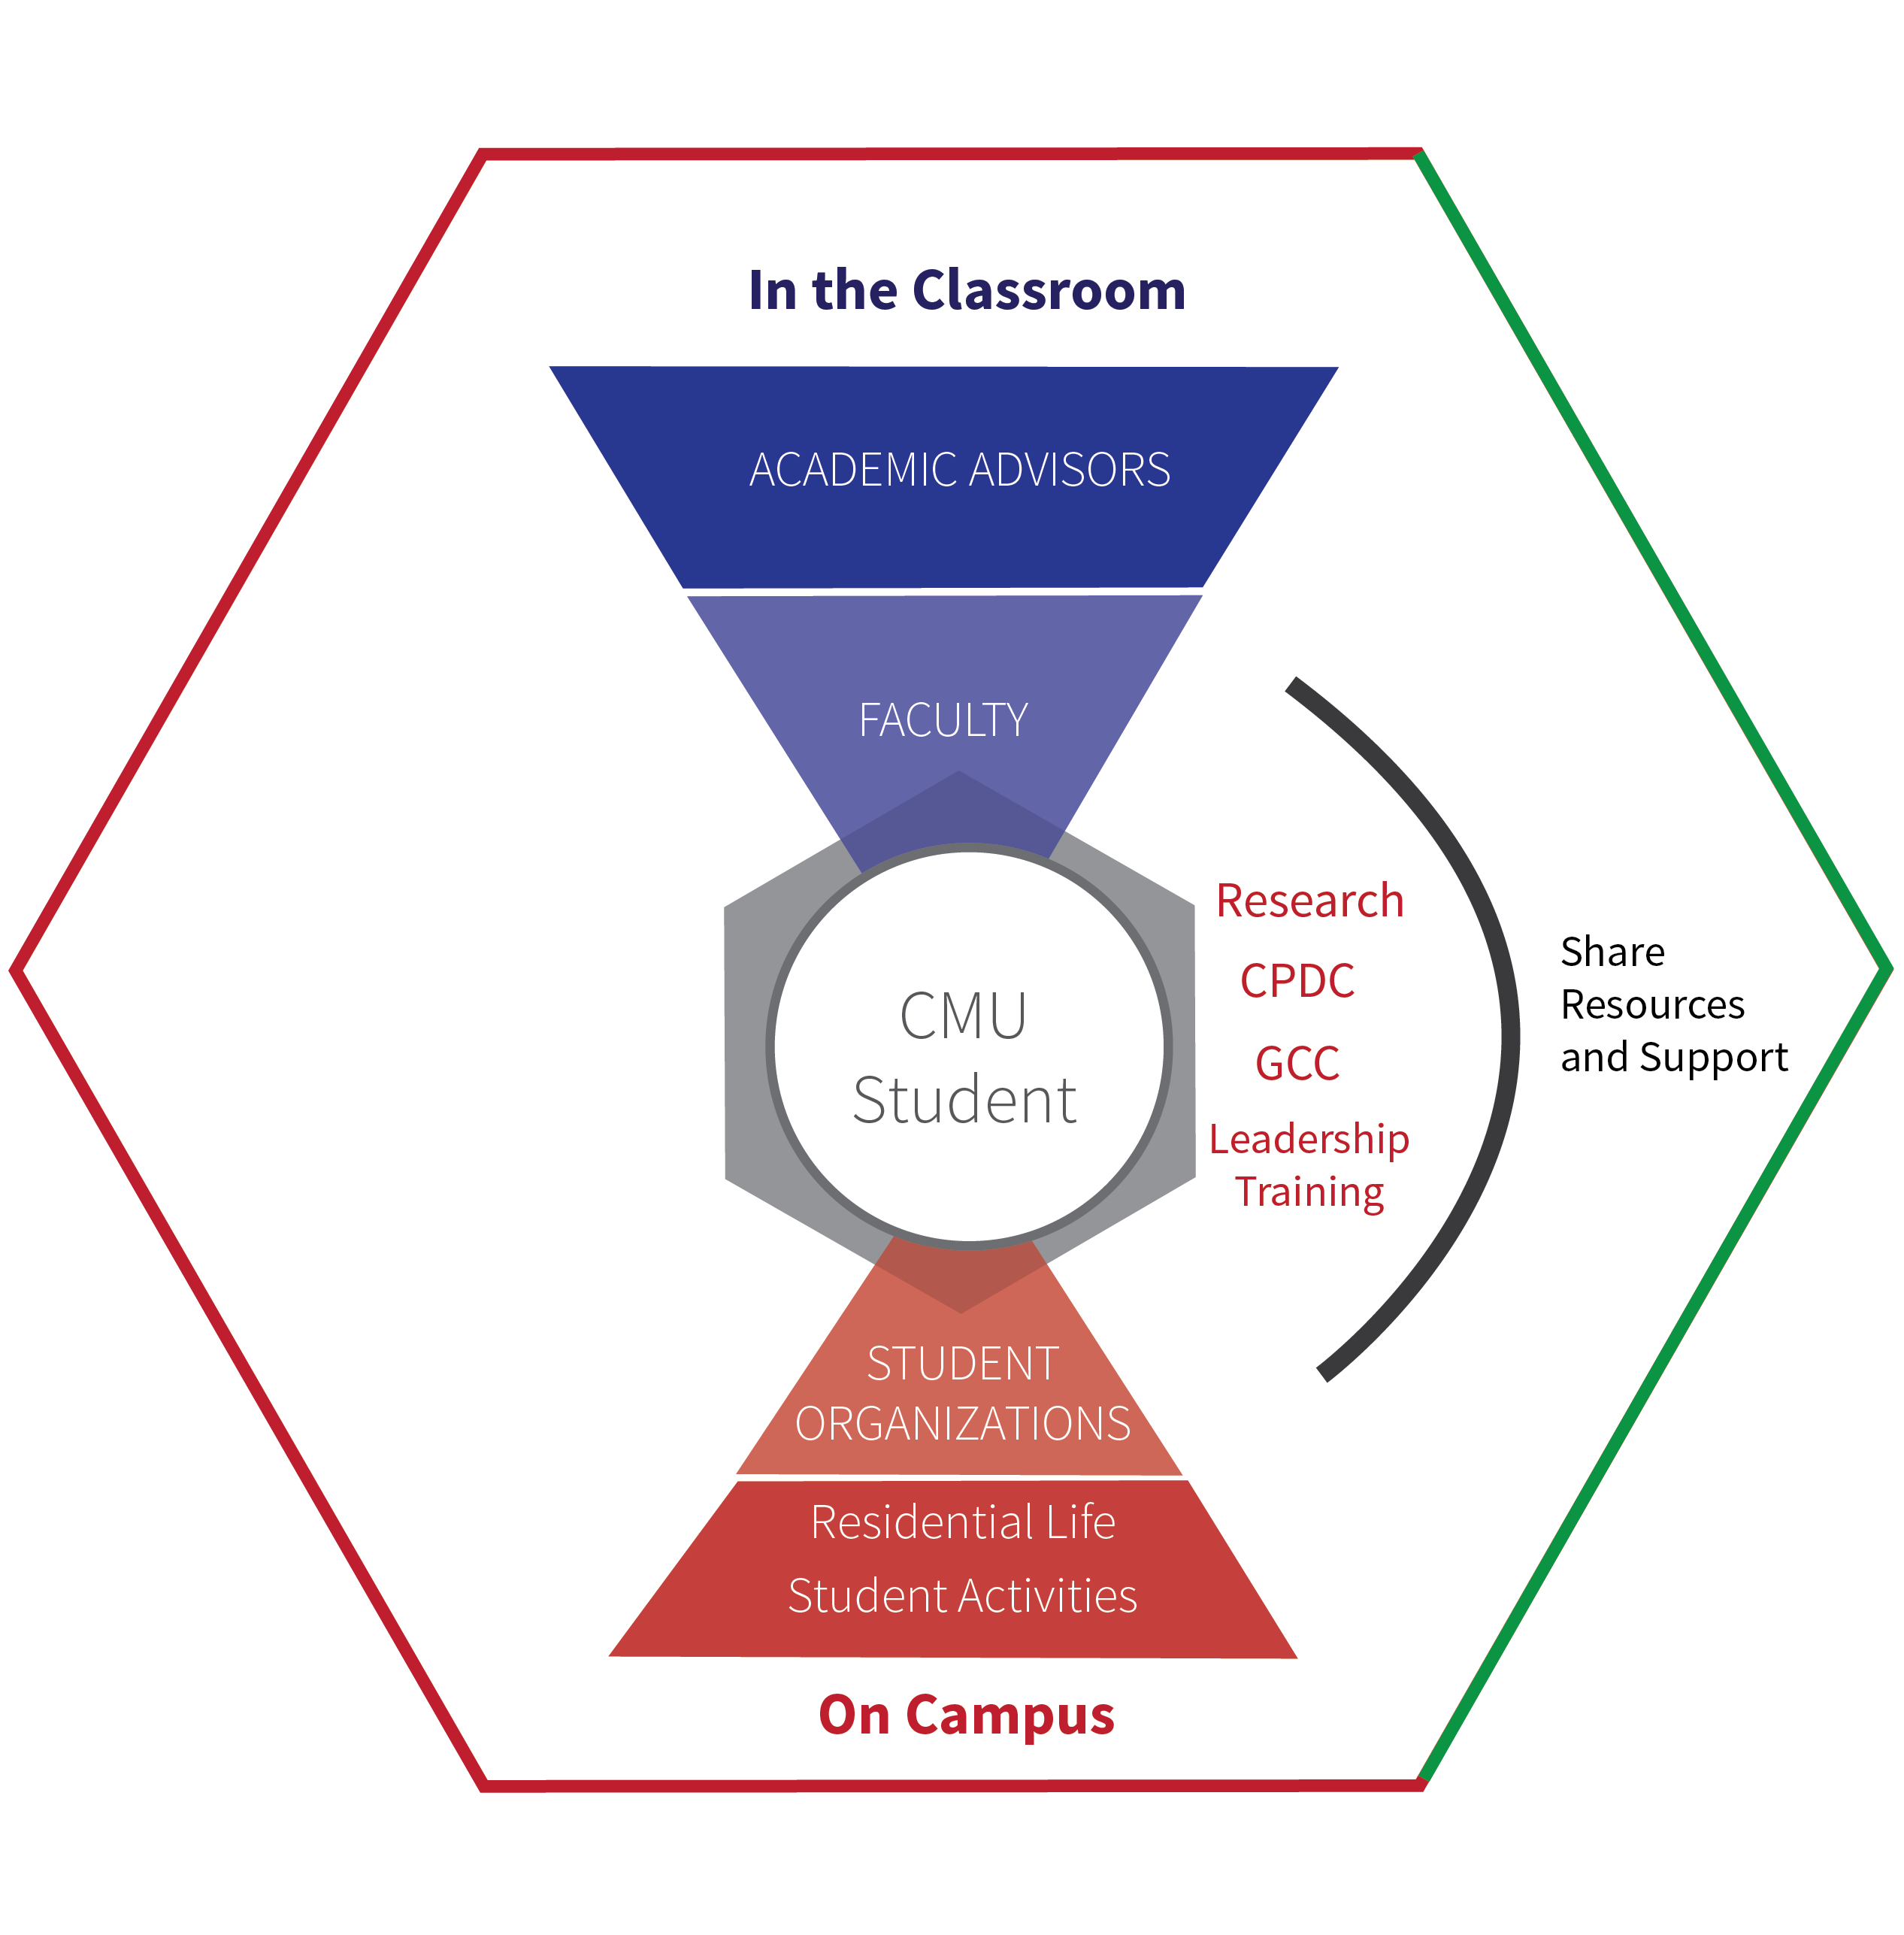 In the Classroom
ACADEMIC ADVISORS
FACULTY
CMU
Student
Research
CPDC
GCC
Leadership
Training
Share
Resources
and Support
STUDENT
ORGANIZATIONS
Residential Life
Student Activities
On Campus